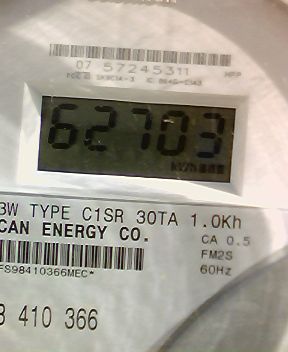 07 57245311 MPP
62703
kWh
3W TYPE C1SR 30TA 1.0Kh
CAN ENERGY CO.
CA 0.5
FM2S
60Hz
FS98410366MEC*
3 410 366